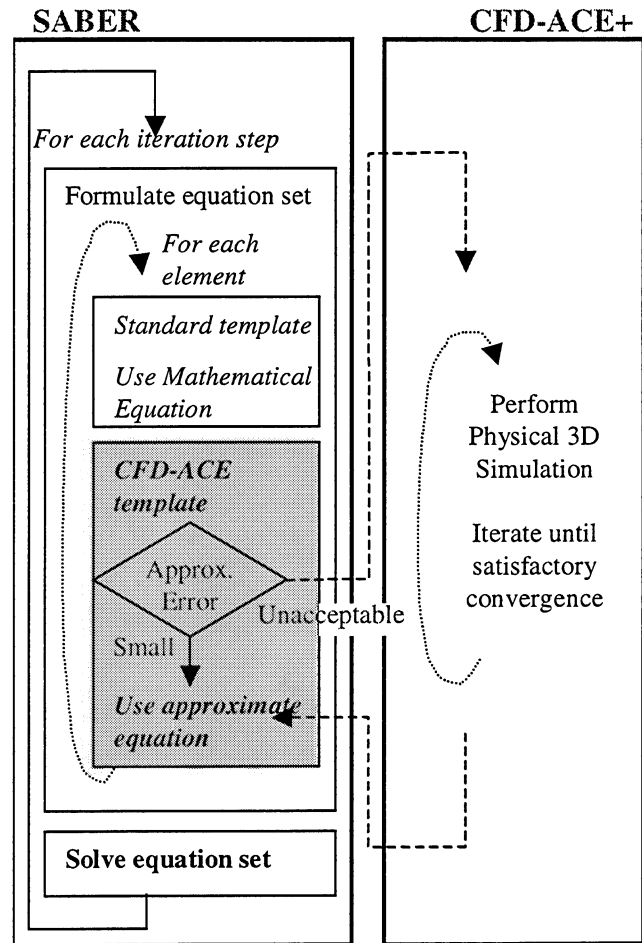 SABER
CFD-ACE+
For each iteration step
Formulate equation set
For each
element
Standard template
Use Mathematical
Equation
CFD-ACE
template
Approx.
Error
Unacceptable
Small
Use approximate
equation
Solve equation set
Perform
Physical 3D
Simulation
Iterate until
satisfactory
convergence